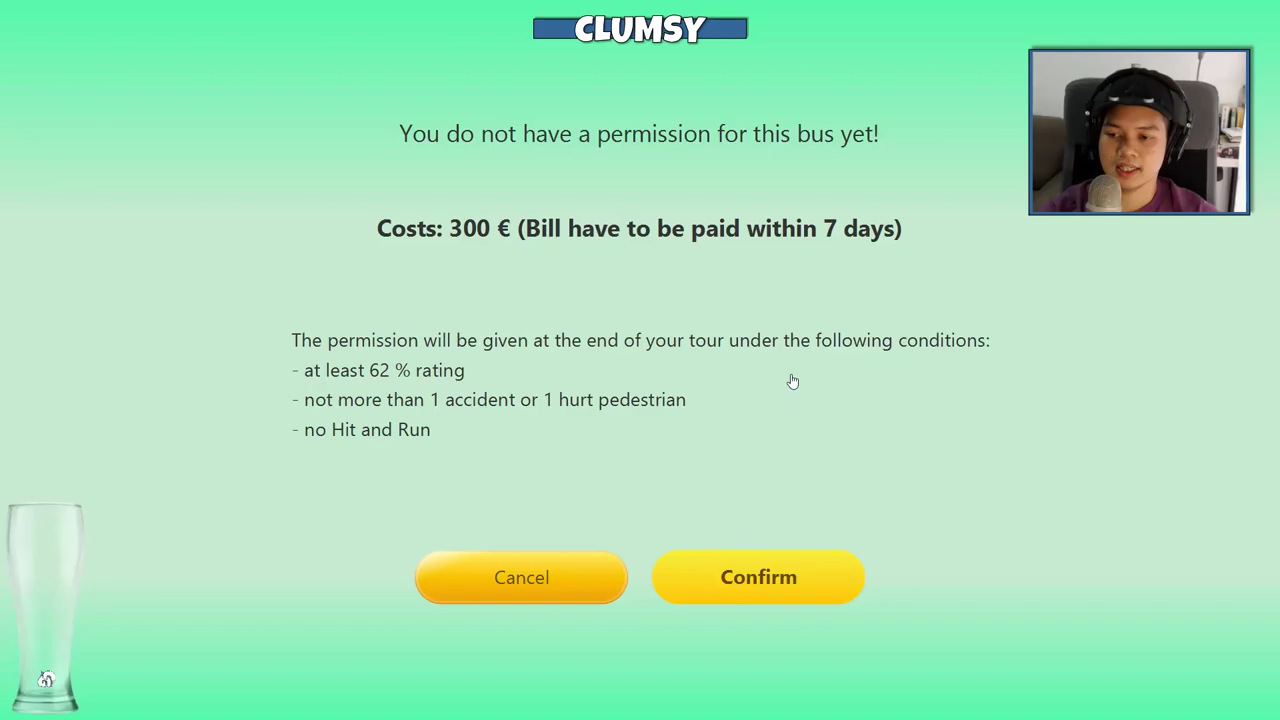 CLUMSY
You do not have a permission for this bus yet!
Costs: 300 € (Bill have to be paid within 7 days)
The permission will be given at the end of your tour under the following conditions:
- at least 62 % rating
- not more than 1 accident or 1 hurt pedestrian
- no Hit and Run
Cancel
Confirm